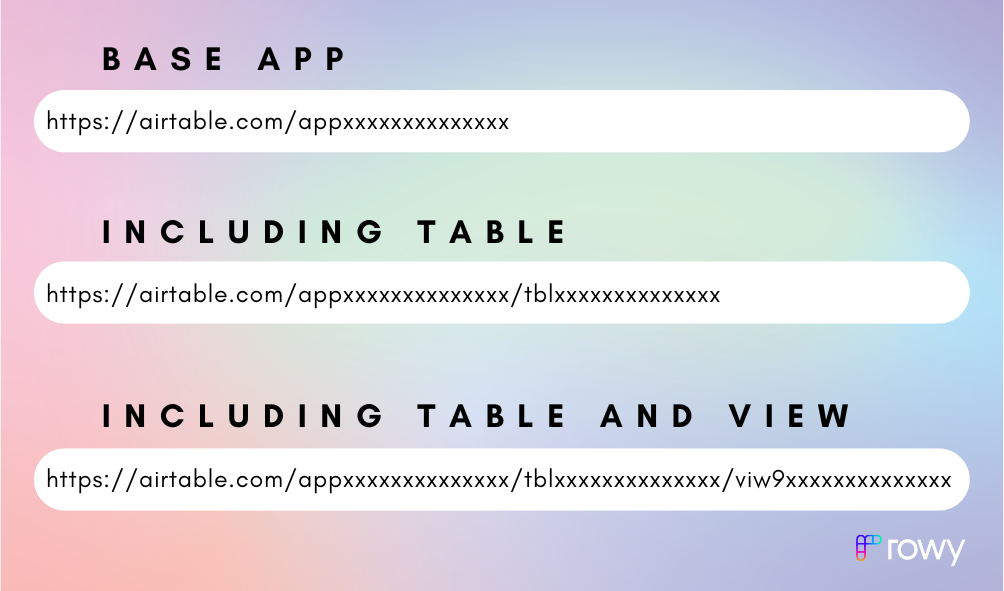 BASE APP
https://airtable.com/appxxxxxxxxxxxxxx
INCLUDING TABLE
https://airtable.com/appxxxxxxxxxxxxxx/tblxxxxxxxxxxxxxx
INCLUDING TABLE AND VIEW
https://airtable.com/appxxxxxxxxxxxxxx/tblxxxxxxxxxxxxxx/viw9xxxxxxxxxxxxxx
rowy